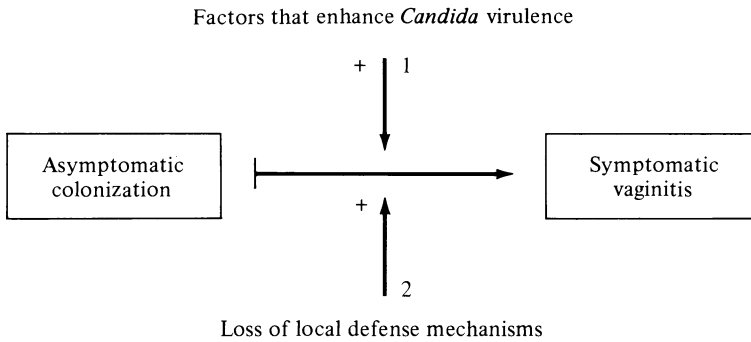 Factors that enhance Candida virulence
+ 1
Asymptomatic
colonization
Symptomatic
vaginitis
+
2
Loss of local defense mechanisms